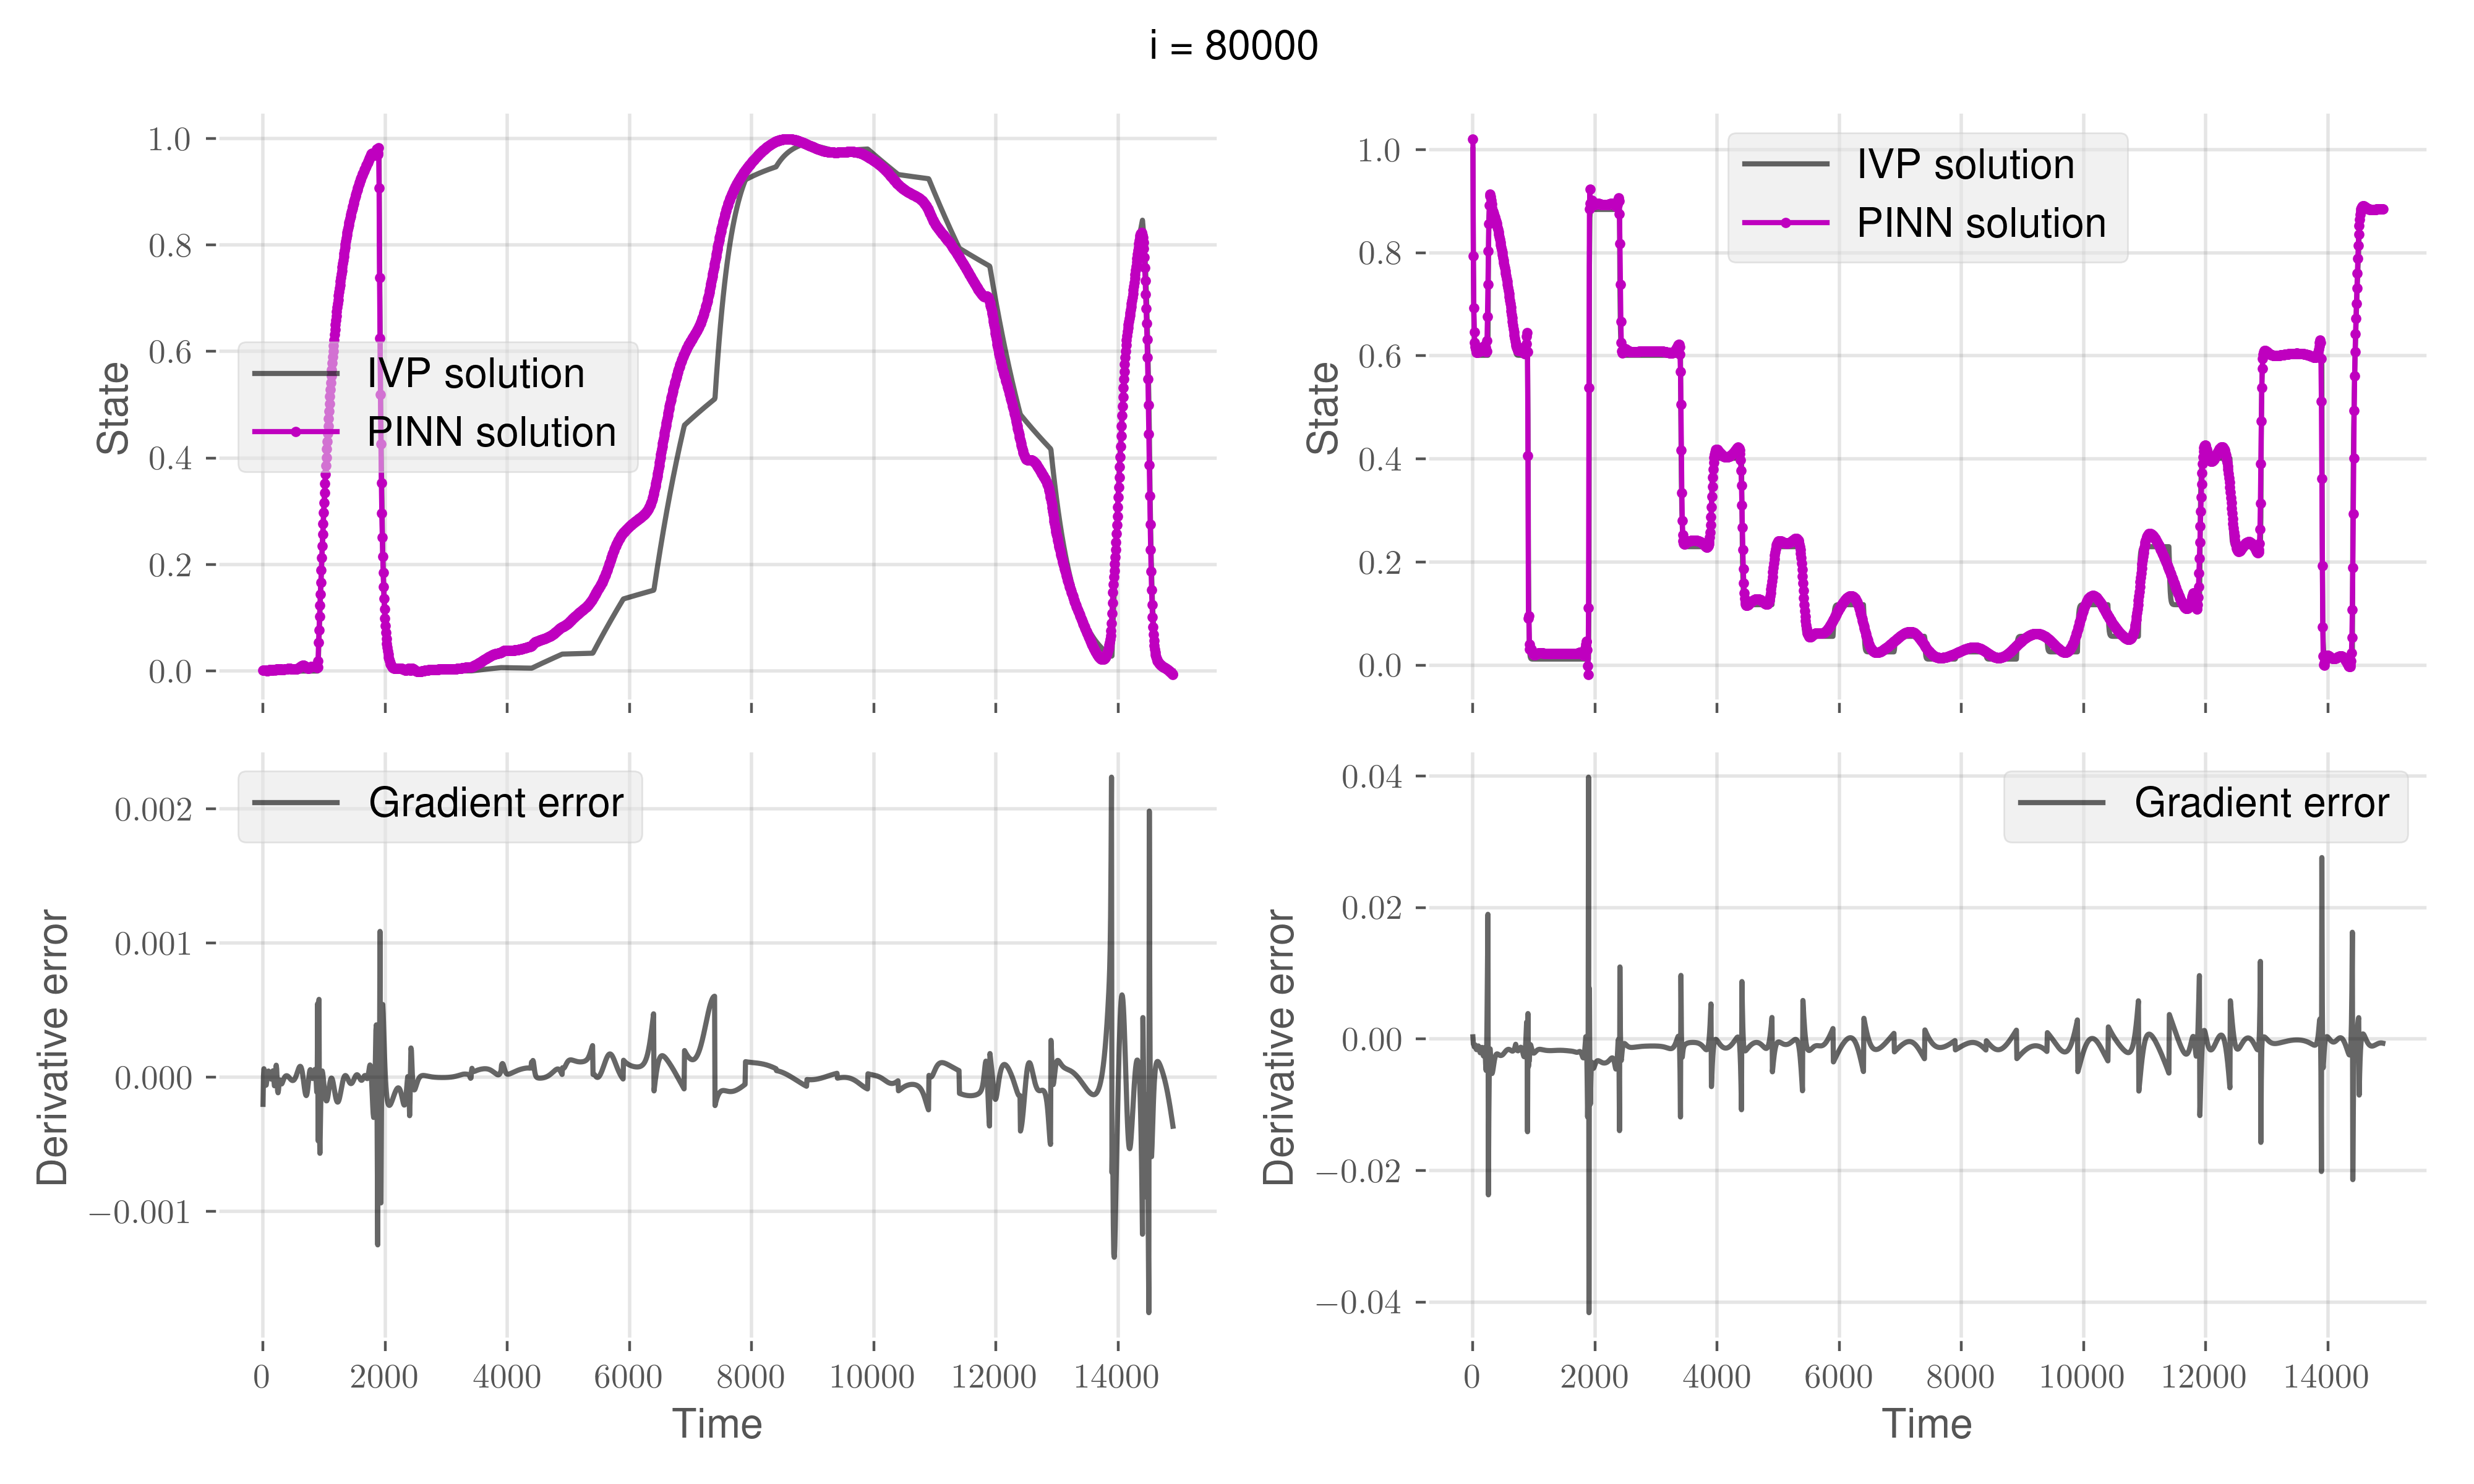 i = 80000
1.0
0.8
0.6
0.4
0.2
0.0
State
IVP solution
PINN solution
1.0
0.8
0.6
0.4
0.2
0.0
State
IVP solution
PINN solution
0.002
0.001
0.000
−0.001
Derivative error
Gradient error
0 2000 4000 6000 8000 10000 12000 14000
Time
0.04
0.02
0.00
−0.02
−0.04
Derivative error
Gradient error
0 2000 4000 6000 8000 10000 12000 14000
Time